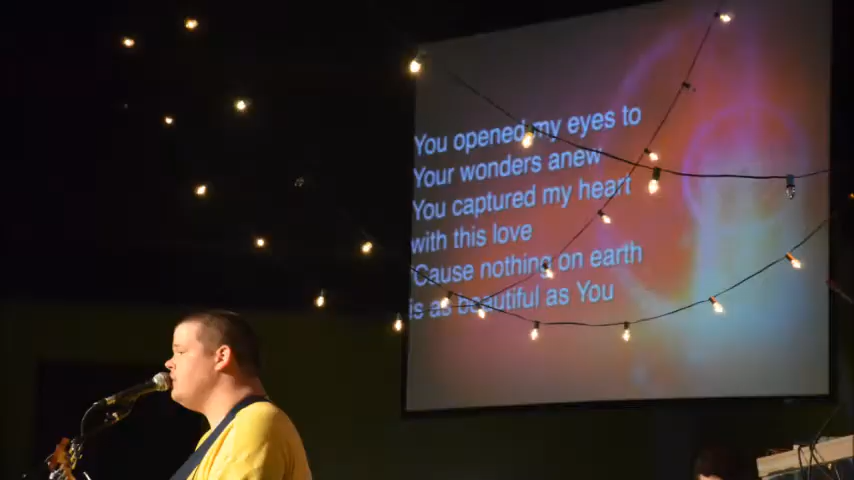 You opened my eyes to
Your wonders anew
You captured my heart
with this love
'Cause nothing on earth
is as beautiful as You